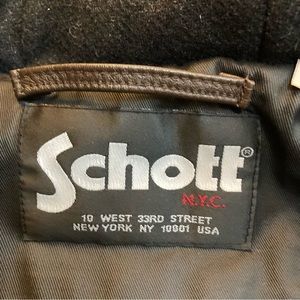 Schott®
N.Y.C.
10 WEST 33RD STREET
NEW YORK NY 10001 USA